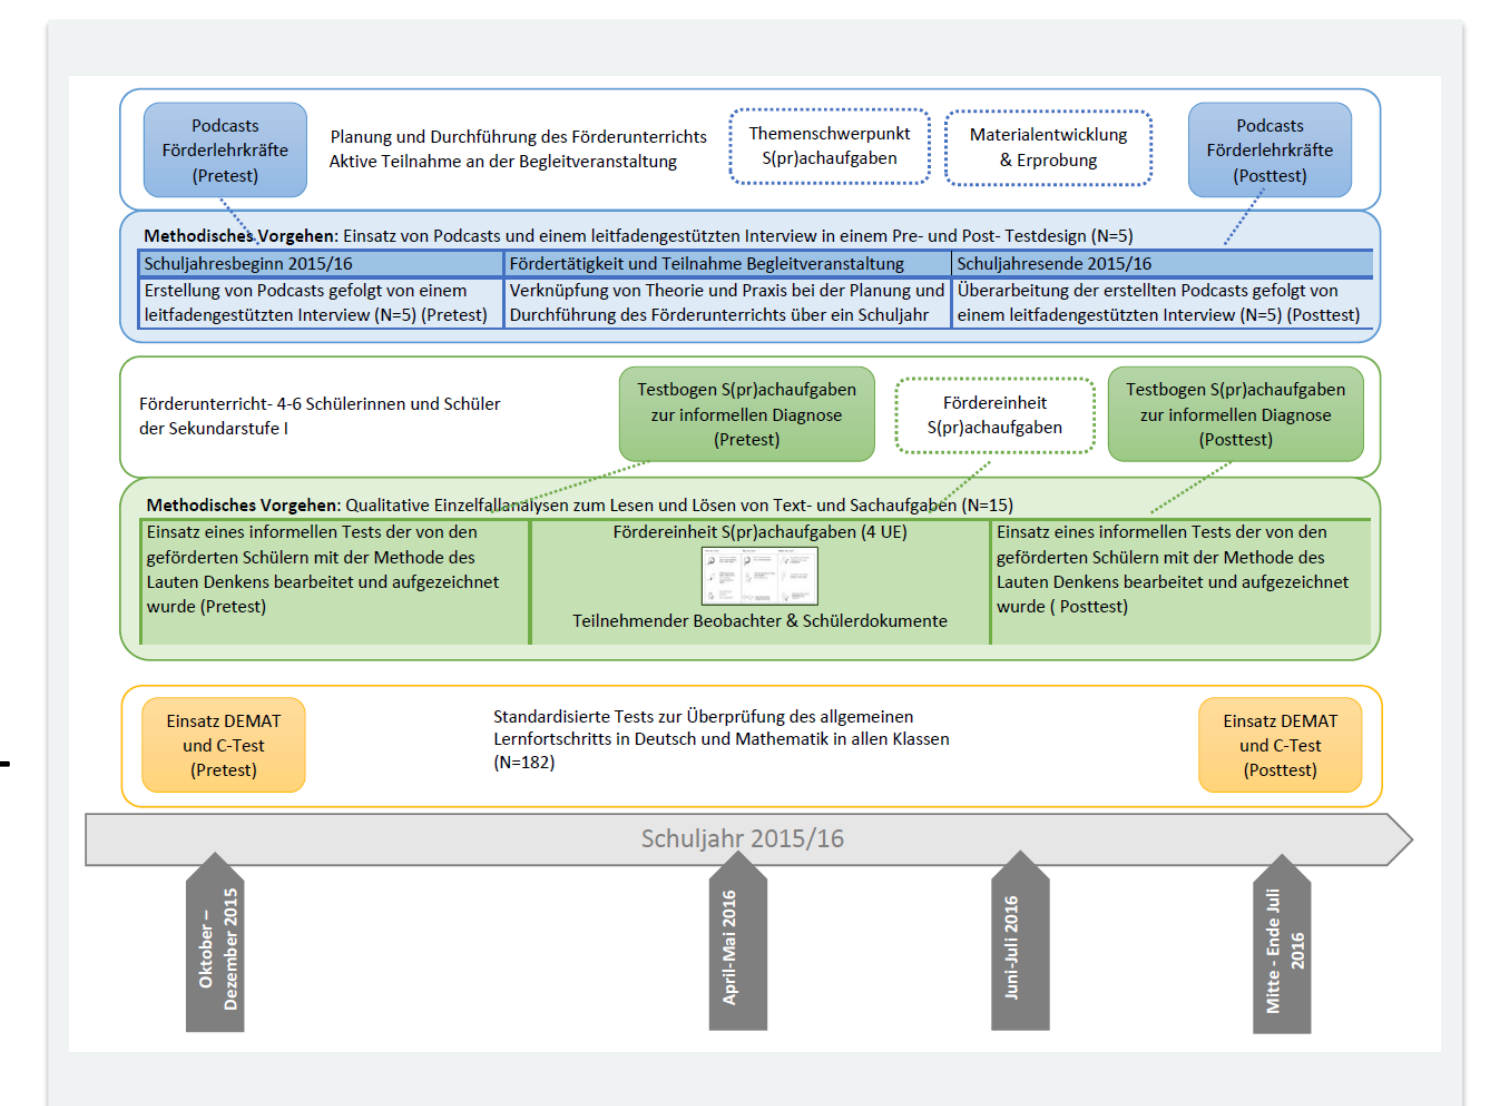 Podcasts
Förderlehrkräfte
(Pretest)
Planung und Durchführung des Förderunterrichts
Aktive Teilnahme an der Begleitveranstaltung
Themenschwerpunkt
S(pr)achaufgaben
Materialentwicklung
& Erprobung
Podcasts
Förderlehrkräfte
(Posttest)
Methodisches Vorgehen: Einsatz von Podcasts und einem leitfadengestützten Interview in einem Pre- und Post- Testdesign (N=5)
Schuljahresbeginn 2015/16
Fördertätigkeit und Teilnahme Begleitveranstaltung
Schuljahresende 2015/16
Erstellung von Podcasts gefolgt von einem
leitfadengestützten Interview (N=5) (Pretest)
Verknüpfung von Theorie und Praxis bei der Planung und
Durchführung des Förderunterrichts über ein Schuljahr
Überarbeitung der erstellten Podcasts gefolgt von
einem leitfadengestützten Interview (N=5) (Posttest)
Förderunterricht- 4-6 Schülerinnen und Schüler
der Sekundarstufe I
Testbogen S(pr)achaufgaben
zur informellen Diagnose
(Pretest)
Fördereinheit
S(pr)achaufgaben
Testbogen S(pr)achaufgaben
zur informellen Diagnose
(Posttest)
Methodisches Vorgehen: Qualitative Einzelfallanalysen zum Lesen und Lösen von Text- und Sachaufgaben (N=15)
Einsatz eines informellen Tests der von den
geförderten Schülern mit der Methode des
Lauten Denkens bearbeitet und aufgezeichnet
wurde (Pretest)
Fördereinheit S(pr)achaufgaben (4 UE)
Teilnehmender Beobachter & Schülerdokumente
Einsatz eines informellen Tests der von den
geförderten Schülern mit der Methode des
Lauten Denkens bearbeitet und aufgezeichnet
wurde ( Posttest)
Einsatz DEMAT
und C-Test
(Pretest)
Standardisierte Tests zur Überprüfung des allgemeinen
Lernfortschritts in Deutsch und Mathematik in allen Klassen
(N=182)
Einsatz DEMAT
und C-Test
(Posttest)
Schuljahr 2015/16
Oktober –
Dezember 2015
April-Mai 2016
Juni-Juli 2016
Mitte - Ende Juli
2016